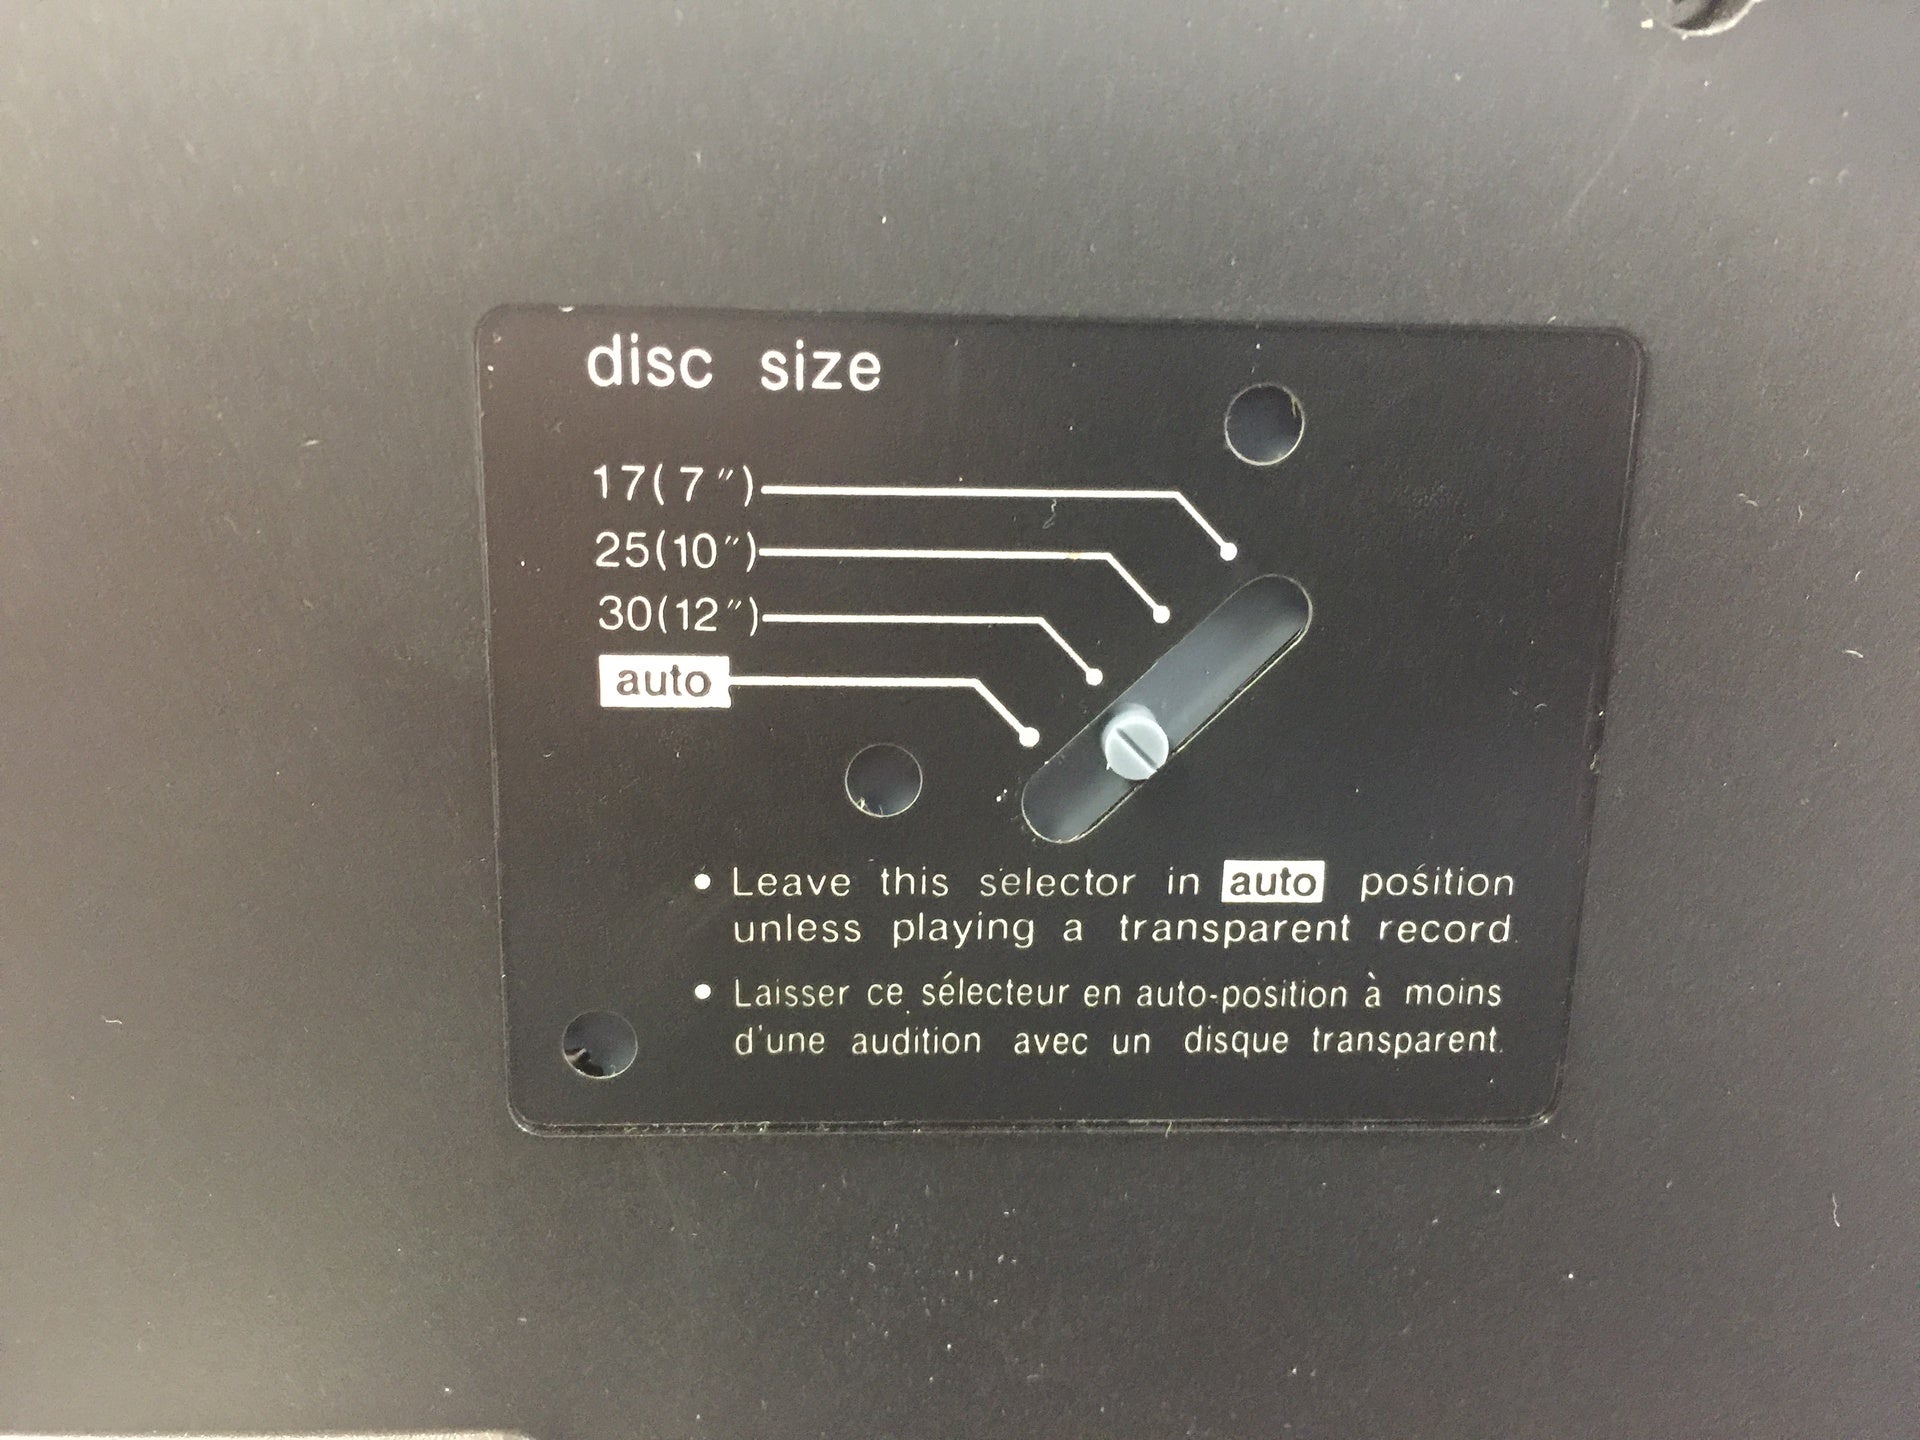 disc size
17(7″)
25(10″)
30(12″)
auto
• Leave this selector in auto position
unless playing a transparent record.
• Laisser ce sélecteur en auto-position à moins
d'une audition avec un disque transparent.